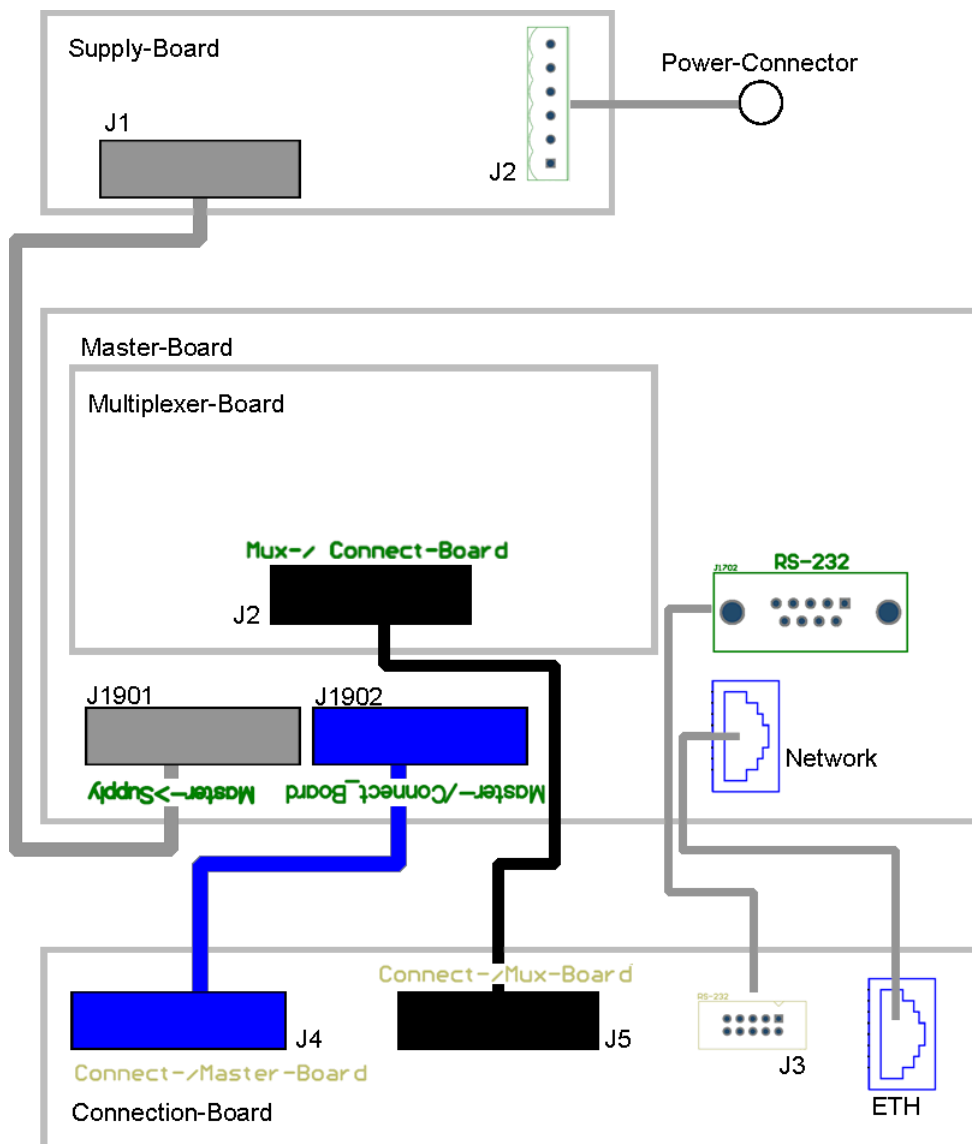 Supply-Board
Power-Connector
J1
J2
Master-Board
Multiplexer-Board
Mux-/ Connect-Board
J2
J1702
RS-232
J1901
J1902
Network
Master->Supply
Master-/Connect_Board
Connect-/Mux-Board
RS-232
J4
J5
J3
Connect-/Master-Board
Connection-Board
ETH